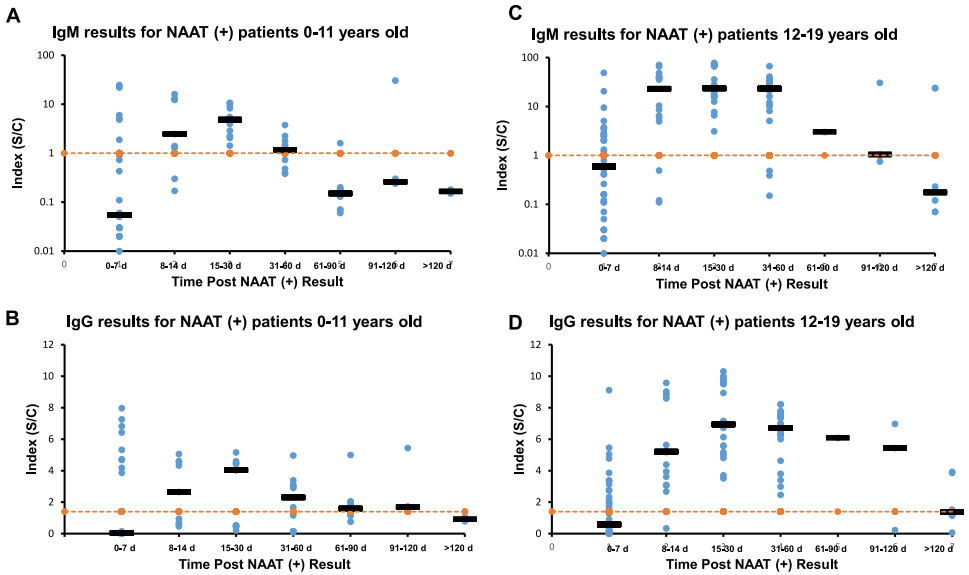 A
IgM results for NAAT (+) patients 0-11 years old
100
10
1
0.1
0.01
Index (S/C)
0
0-7 d
8-14 d
15-30 d
31-60 d
61-90 d
91-120 d
>120 d
Time Post NAAT (+) Result
B
IgG results for NAAT (+) patients 0-11 years old
12
10
8
6
4
2
0
Index (S/C)
0
0-7 d
8-14 d
15-30 d
31-60 d
61-90 d
91-120 d
>120 d
Time Post NAAT (+) Result
C
IgM results for NAAT (+) patients 12-19 years old
100
10
1
0.1
0.01
Index (S/C)
0
0-7 d
8-14 d
15-30 d
31-60 d
61-90 d
91-120 d
>120 d
Time Post NAAT (+) Result
D
IgG results for NAAT (+) patients 12-19 years old
12
10
8
6
4
2
0
Index (S/C)
0
0-7 d
8-14 d
15-30 d
31-60 d
61-90 d
91-120 d
>120 d
Time Post NAAT (+) Result